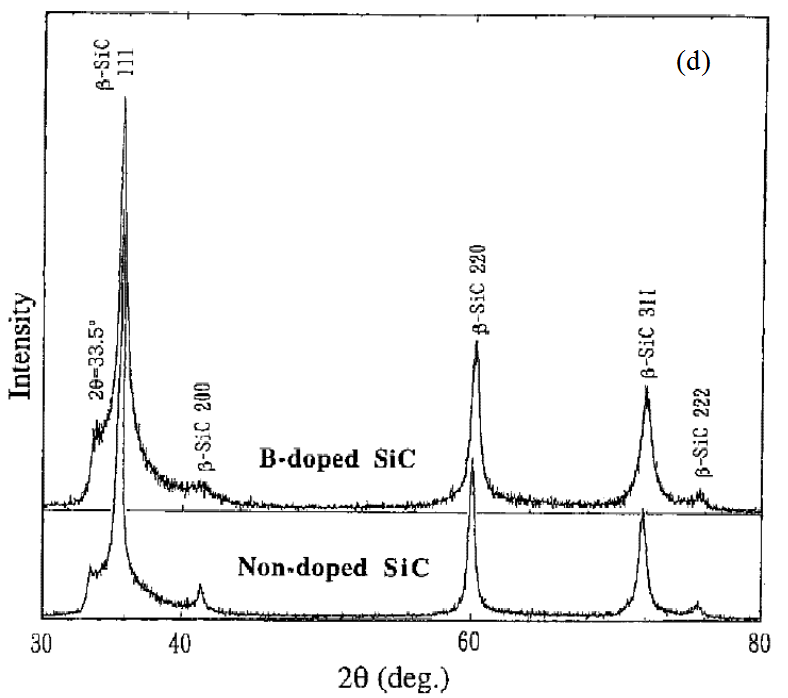 (d)
β-SiC
111
2θ=33.5°
β-SiC 200
β-SiC 220
β-SiC 311
β-SiC 222
B-doped SiC
Non-doped SiC
Intensity
30 40 60 80
2θ (deg.)